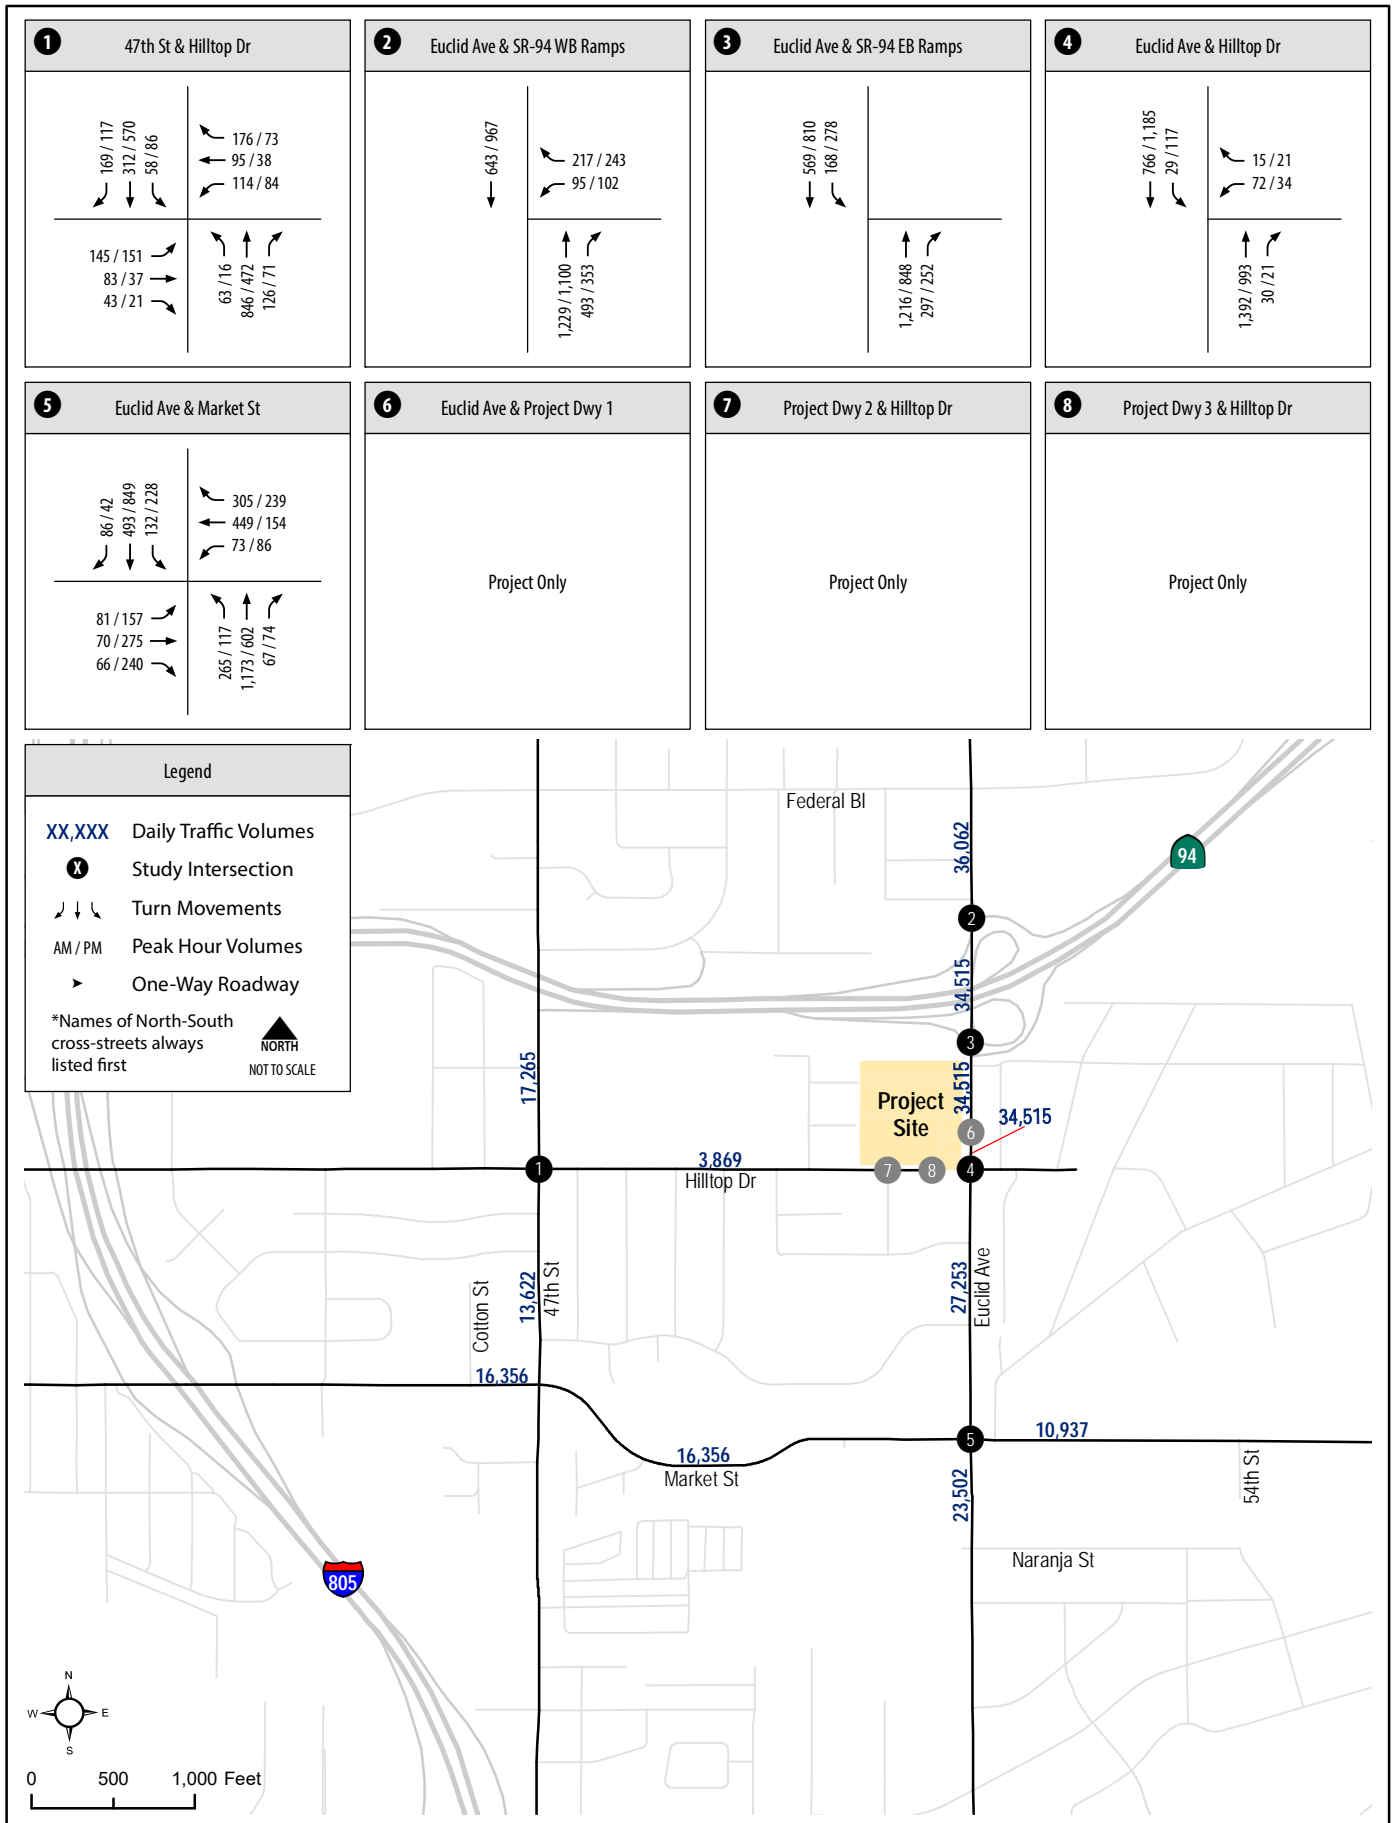 1
47th St & Hilltop Dr
169 / 117
312 / 570
58 / 86
176 / 73
95 / 38
114 / 84
145 / 151
83 / 37
43 / 21
63 / 16
846 / 472
126 / 71
2
Euclid Ave & SR-94 WB Ramps
643 / 967
217 / 243
95 / 102
1,229 / 1,100
493 / 353
3
Euclid Ave & SR-94 EB Ramps
569 / 810
168 / 278
1,216 / 848
297 / 252
4
Euclid Ave & Hilltop Dr
766 / 1,185
29 / 117
15 / 21
72 / 34
1,392 / 993
30 / 21
5
Euclid Ave & Market St
86 / 42
493 / 849
132 / 228
305 / 239
449 / 154
73 / 86
81 / 157
70 / 275
66 / 240
265 / 117
1,173 / 602
67 / 74
6
Euclid Ave & Project Dwy 1
Project Only
7
Project Dwy 2 & Hilltop Dr
Project Only
8
Project Dwy 3 & Hilltop Dr
Project Only
Legend
XX,XXX Daily Traffic Volumes
X Study Intersection
Turn Movements
AM / PM Peak Hour Volumes
One-Way Roadway
*Names of North-South
cross-streets always
listed first
NORTH
NOT TO SCALE
Federal Bl
36,062
94
2
34,515
3
17,265
34,515
Project
Site
34,515
6
1
3,869
Hilltop Dr
7
8
4
Cotton St
13,622
47th St
27,253
Euclid Ave
16,356
16,356
Market St
5
10,937
23,502
54th St
Naranja St
805
N
W
E
S
0 500 1,000 Feet